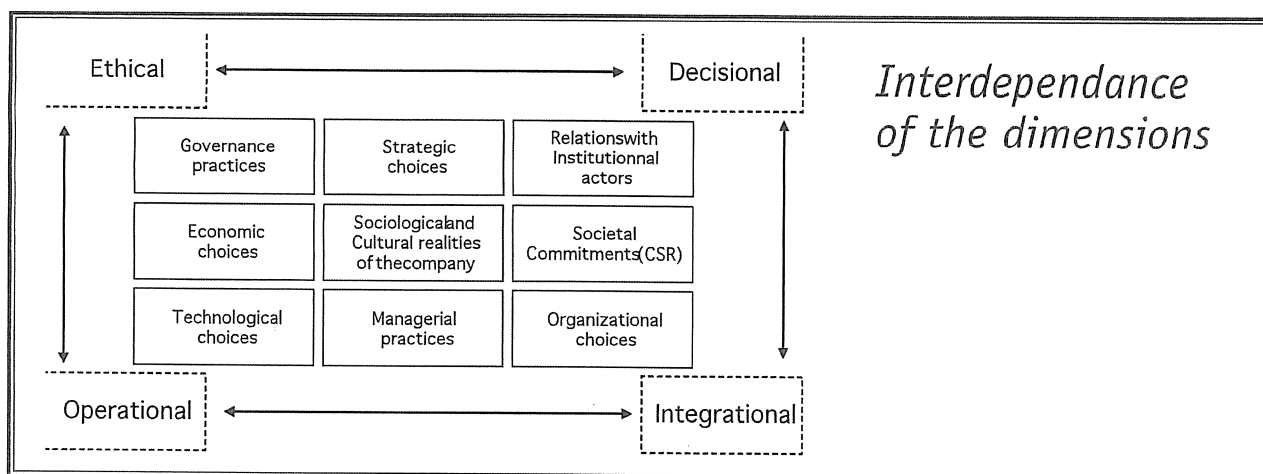 Ethical
Decisional
Interdependance
of the dimensions
Governance
practices
Strategic
choices
Relationswith
Institutionnal
actors
Economic
choices
Sociologicaland
Cultural realities
of thecompany
Societal
Commitments(CSR)
Technological
choices
Managerial
practices
Organizational
choices
Operational
Integrational